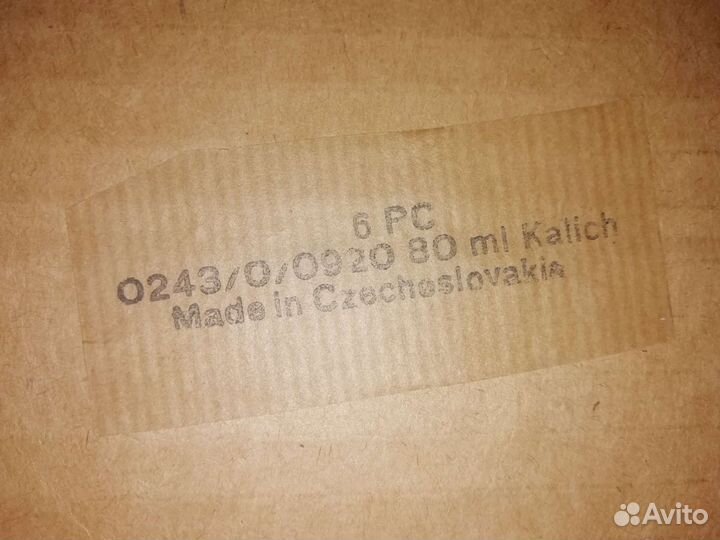 6 PC
0243/0/0920 80 ml Kalich
Made in Czechoslovakia
Avito